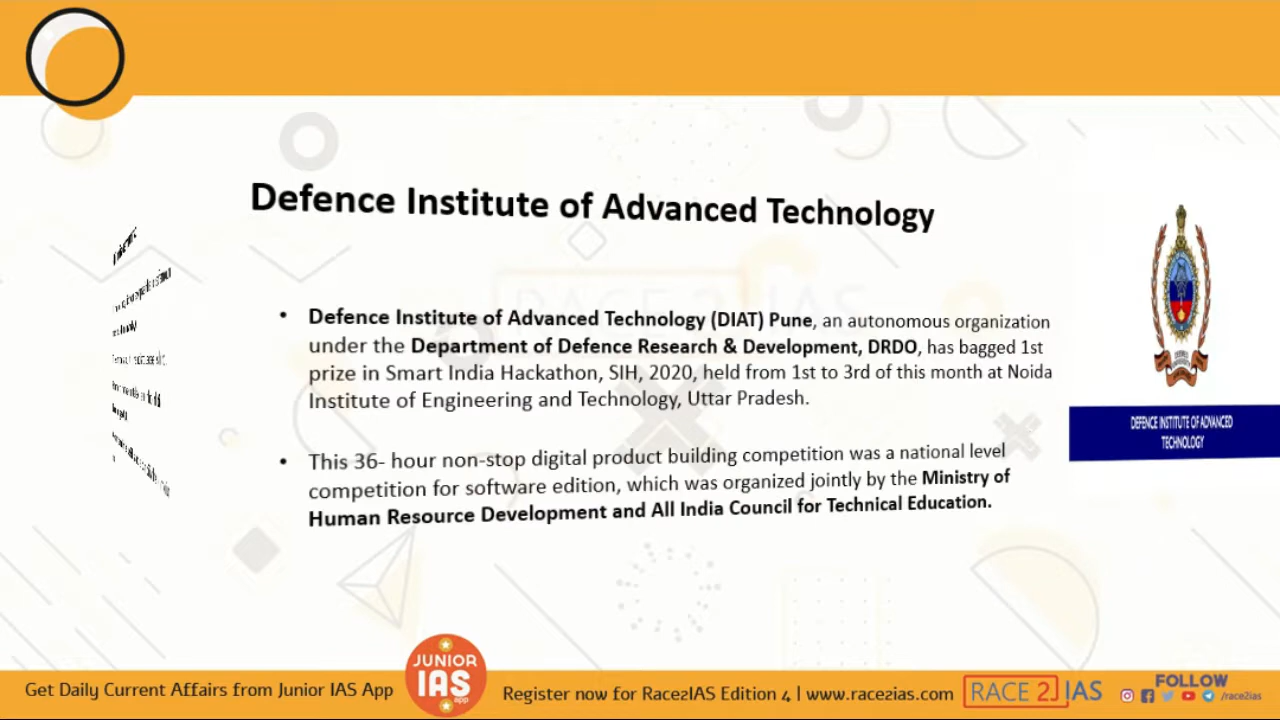 Defence Institute of Advanced Technology
• Defence Institute of Advanced Technology (DIAT) Pune, an autonomous organization
under the Department of Defence Research & Development, DRDO, has bagged 1st
prize in Smart India Hackathon, SIH, 2020, held from 1st to 3rd of this month at Noida
Institute of Engineering and Technology, Uttar Pradesh.
• This 36- hour non-stop digital product building competition was a national level
competition for software edition, which was organized jointly by the Ministry of
Human Resource Development and All India Council for Technical Education.
DEFENCE INSTITUTE OF ADVANCED
TECHNOLOGY
RACE 2 IAS
Get Daily Current Affairs from Junior IAS App
JUNIOR
IAS
app
Register now for Race2IAS Edition 4 | www.race2ias.com
RACE 2 IAS
FOLLOW
/race2ias